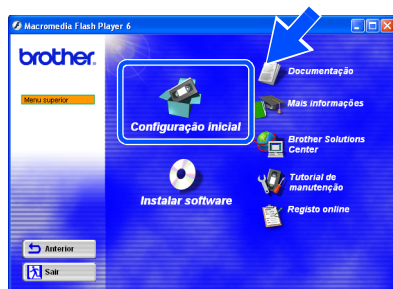 Macromedia Flash Player 6
brother.
Menu superior
Configuração inicial
Instalar software
Documentação
Mais informações
Brother Solutions
Center
Tutorial de
manutenção
Registo online
Anterior
Sair